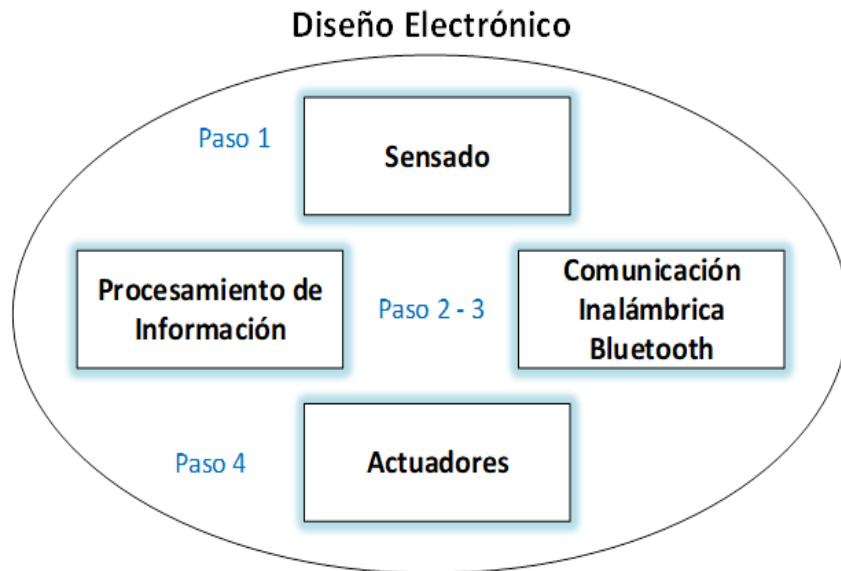 Diseño Electrónico
Paso 1
Sensado
Procesamiento de
Información
Paso 2 - 3
Comunicación
Inalámbrica
Bluetooth
Paso 4
Actuadores